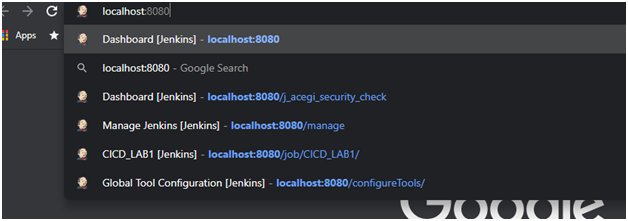 localhost:8080
Apps
Dashboard [Jenkins] - localhost:8080
localhost:8080 - Google Search
Dashboard [Jenkins] - localhost:8080/j_acegi_security_check
Manage Jenkins [Jenkins] - localhost:8080/manage
CICD_LAB1 [Jenkins] - localhost:8080/job/CICD_LAB1/
Global Tool Configuration [Jenkins] - localhost:8080/configureTools/
Google